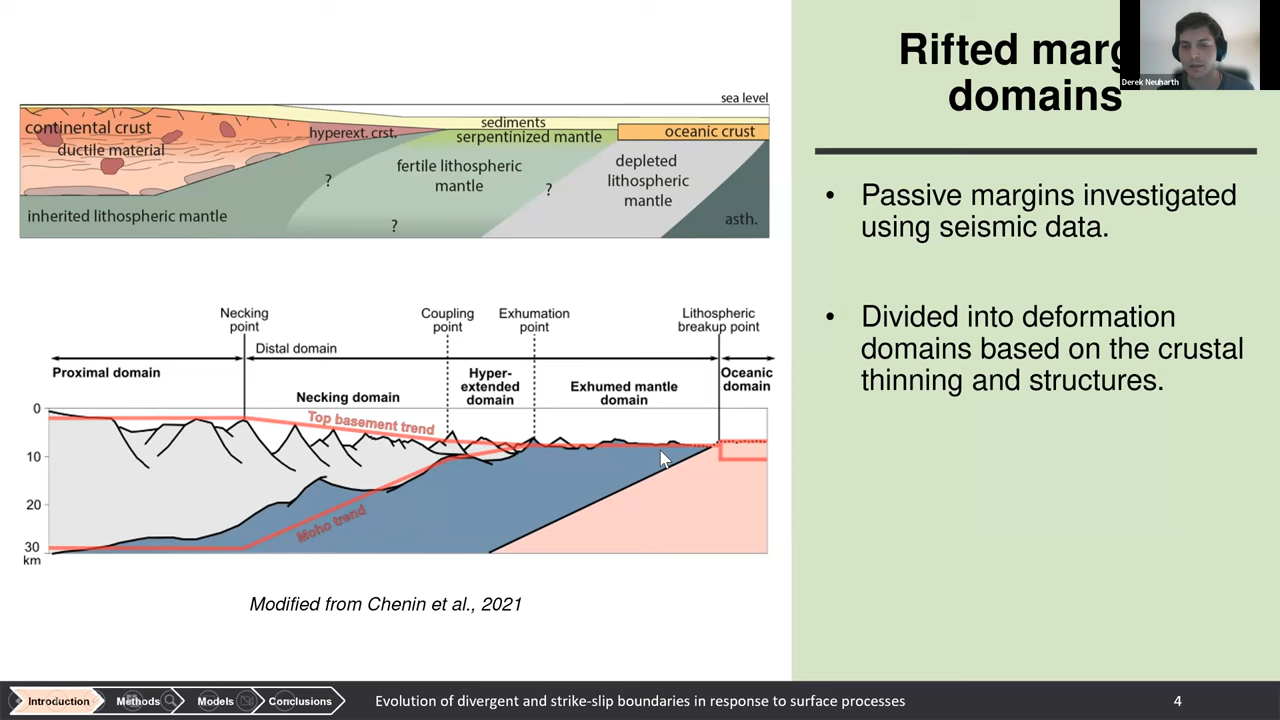 Rifted marg
domains
Derek Neuharth
sea level
sediments
continental crust
hyperext. crst.
serpentinized mantle
oceanic crust
ductile material
fertile lithospheric
mantle
depleted
lithospheric
mantle
?
?
?
inherited lithospheric mantle
asth.
• Passive margins investigated
using seismic data.
• Divided into deformation
domains based on the crustal
thinning and structures.
Necking
point
Coupling
point
Exhumation
point
Lithospheric
breakup point
Distal domain
Proximal domain
Necking domain
Hyper-
extended
domain
Exhumed mantle
domain
Oceanic
domain
Top basement trend
Moho trend
0
10
20
30
km
Modified from Chenin et al., 2021
Introduction
Methods
Models
Conclusions
Evolution of divergent and strike-slip boundaries in response to surface processes
4